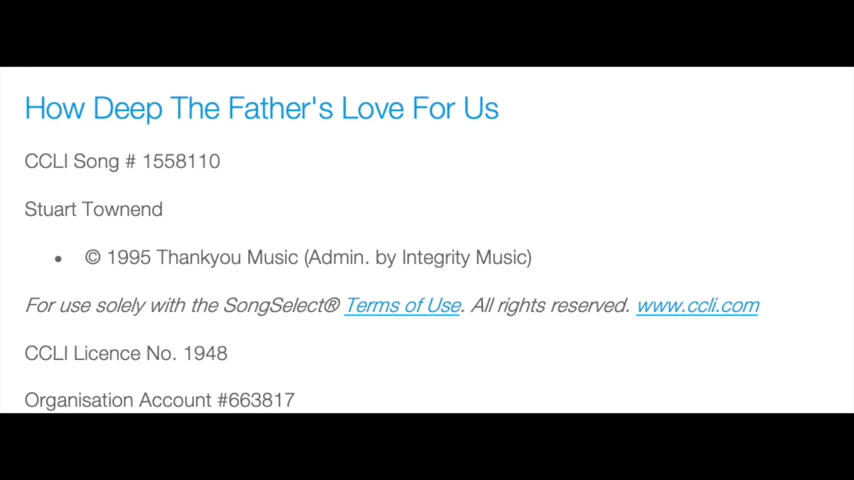 How Deep The Father's Love For Us
CCLI Song # 1558110
Stuart Townend
• © 1995 Thankyou Music (Admin. by Integrity Music)
For use solely with the SongSelect® Terms of Use. All rights reserved. www.ccli.com
CCLI Licence No. 1948
Organisation Account #663817